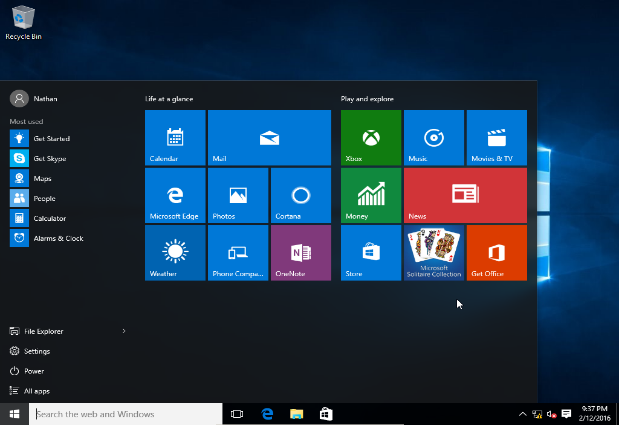 Recycle Bin
Nathan
Most used
Get Started
Get Skype
Maps
People
Calculator
Alarms & Clock
File Explorer
Settings
Power
All apps
Life at a glance
Calendar
Mail
Microsoft Edge
Photos
Cortana
Weather
Phone Compa...
OneNote
Play and explore
Xbox
Music
Movies & TV
Money
News
Store
Microsoft
Solitaire Collection
Get Office
Search the web and Windows
9:37 PM
2/12/2016